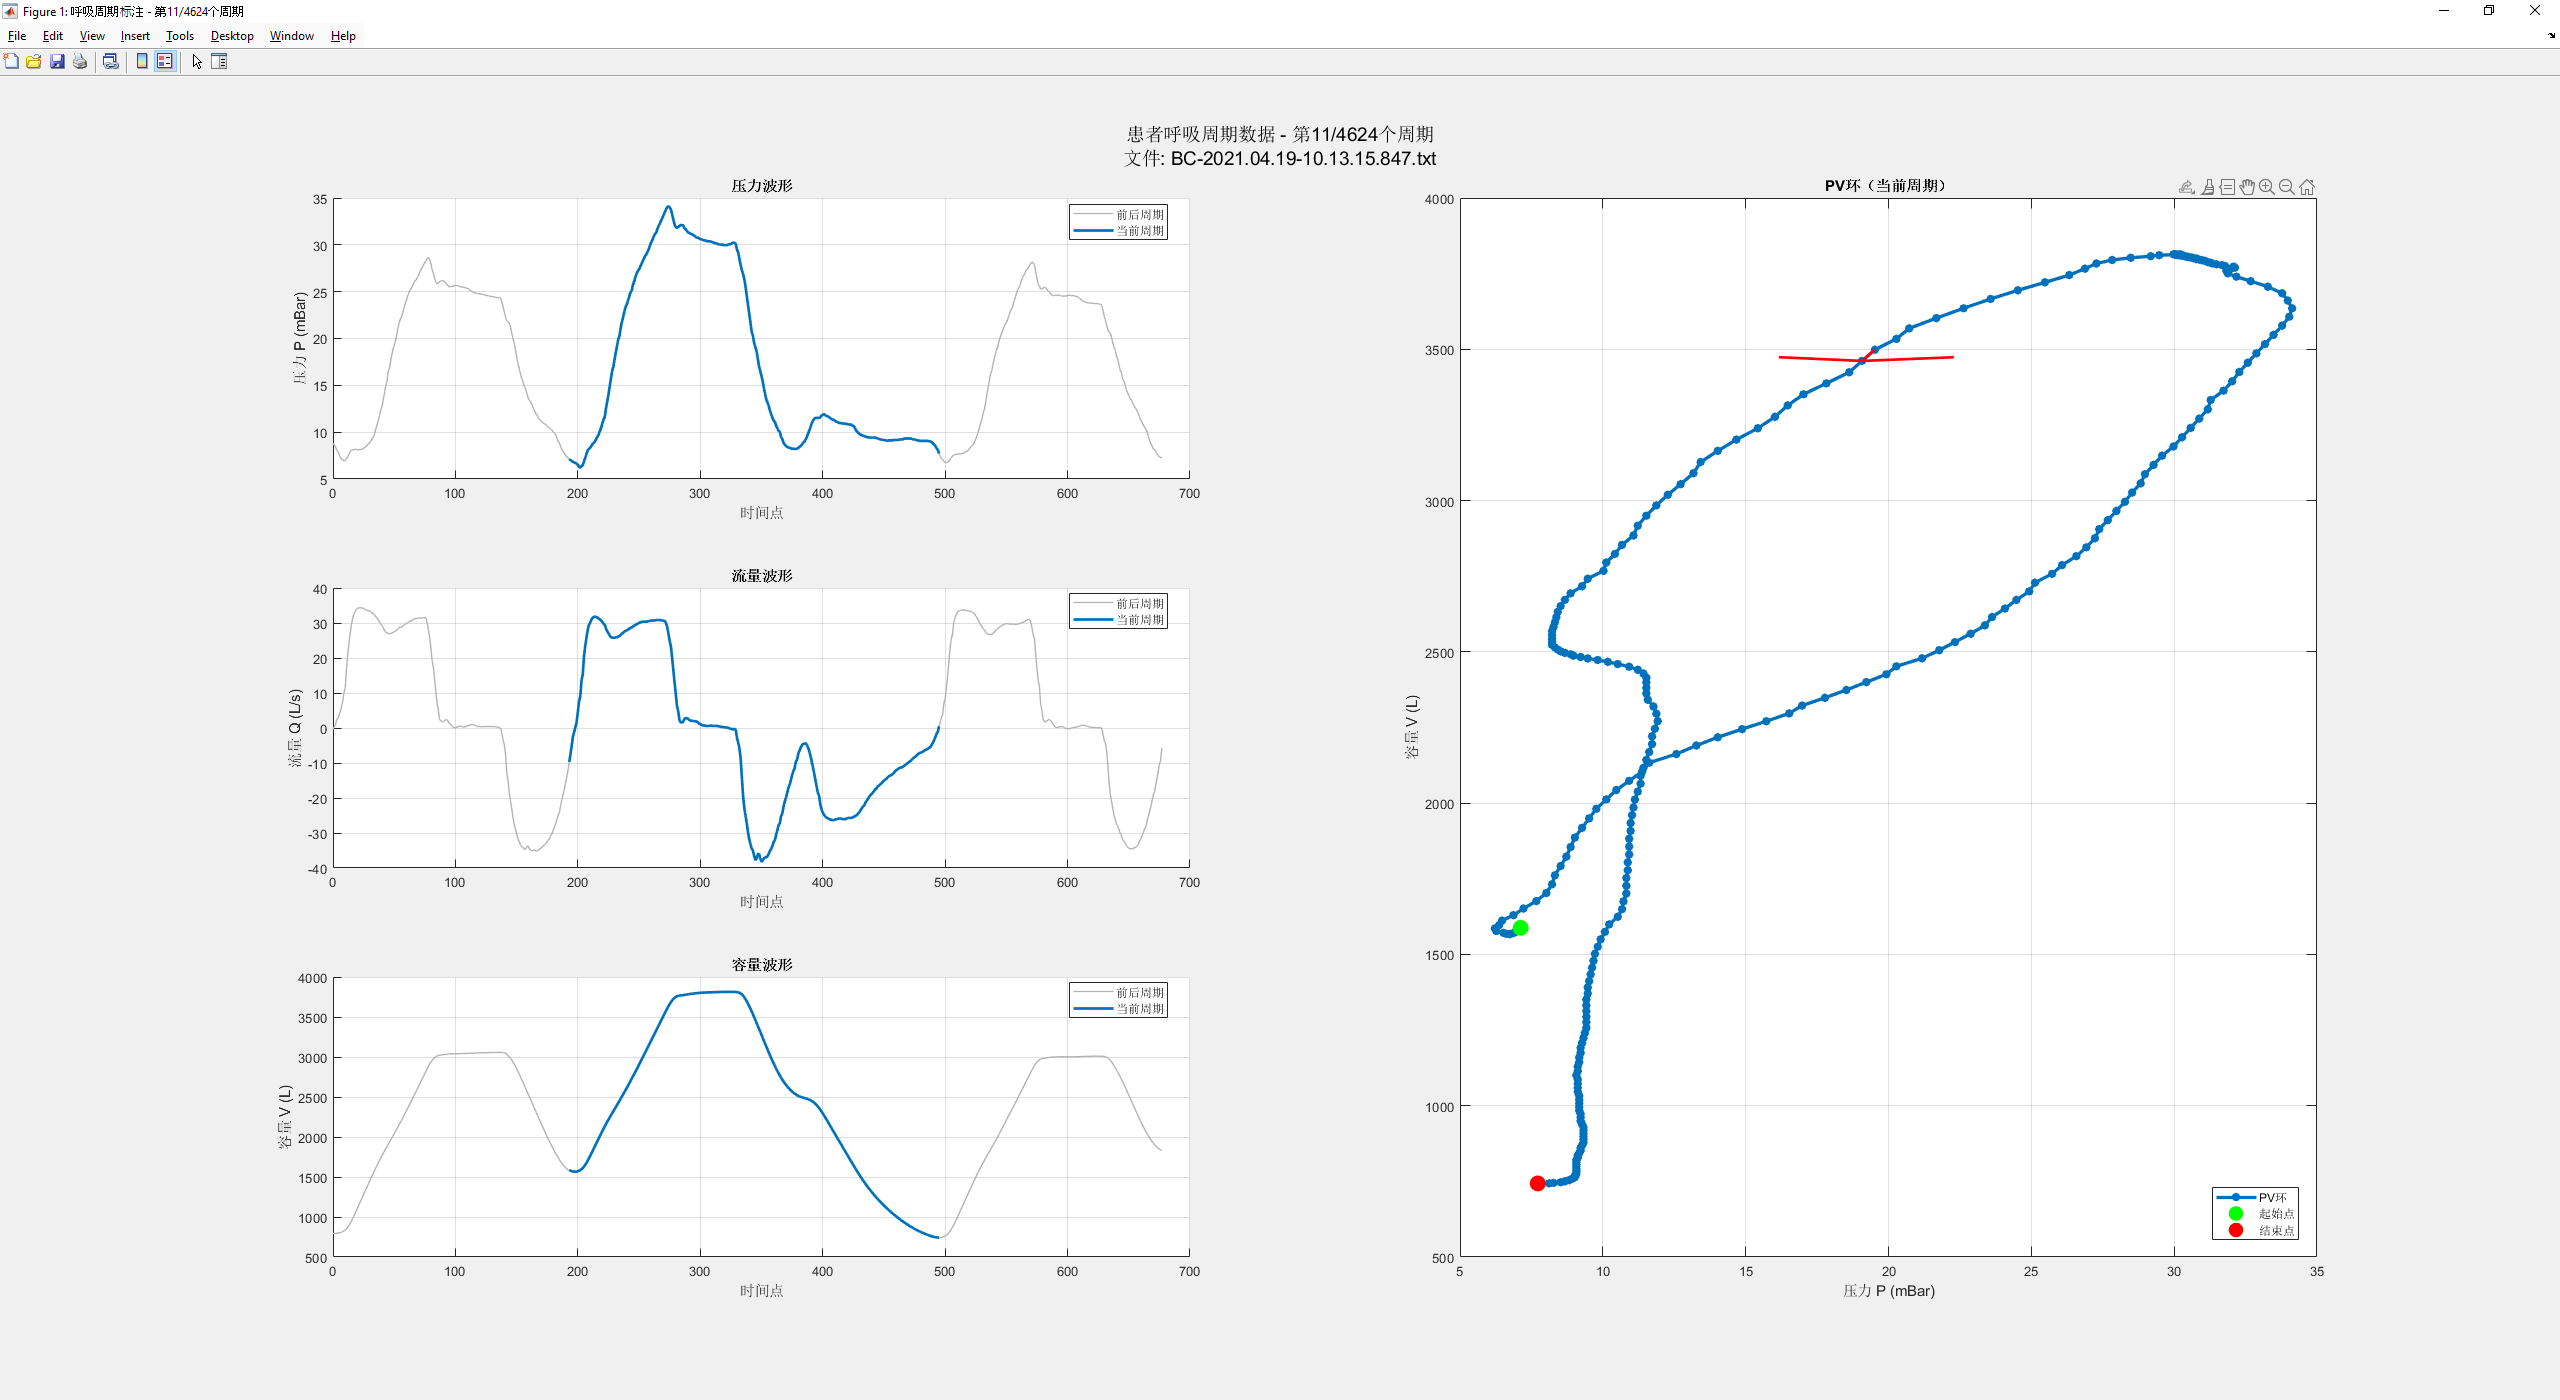 Figure 1: 呼吸周期标注 - 第11/4624个周期
File Edit View Insert Tools Desktop Window Help
患者呼吸周期数据 - 第11/4624个周期
文件: BC-2021.04.19-10.13.15.847.txt
压力波形
35
30
25
20
15
10
5
压力 P (mBar)
0 100 200 300 400 500 600 700
时间点
前后周期
当前周期
流量波形
40
30
20
10
0
-10
-20
-30
-40
流量 Q (L/s)
0 100 200 300 400 500 600 700
时间点
前后周期
当前周期
容量波形
4000
3500
3000
2500
2000
1500
1000
500
容量 V (L)
0 100 200 300 400 500 600 700
时间点
前后周期
当前周期
PV环（当前周期）
4000
3500
3000
2500
2000
1500
1000
500
容量 V (L)
5 10 15 20 25 30 35
压力 P (mBar)
PV环
起始点
结束点